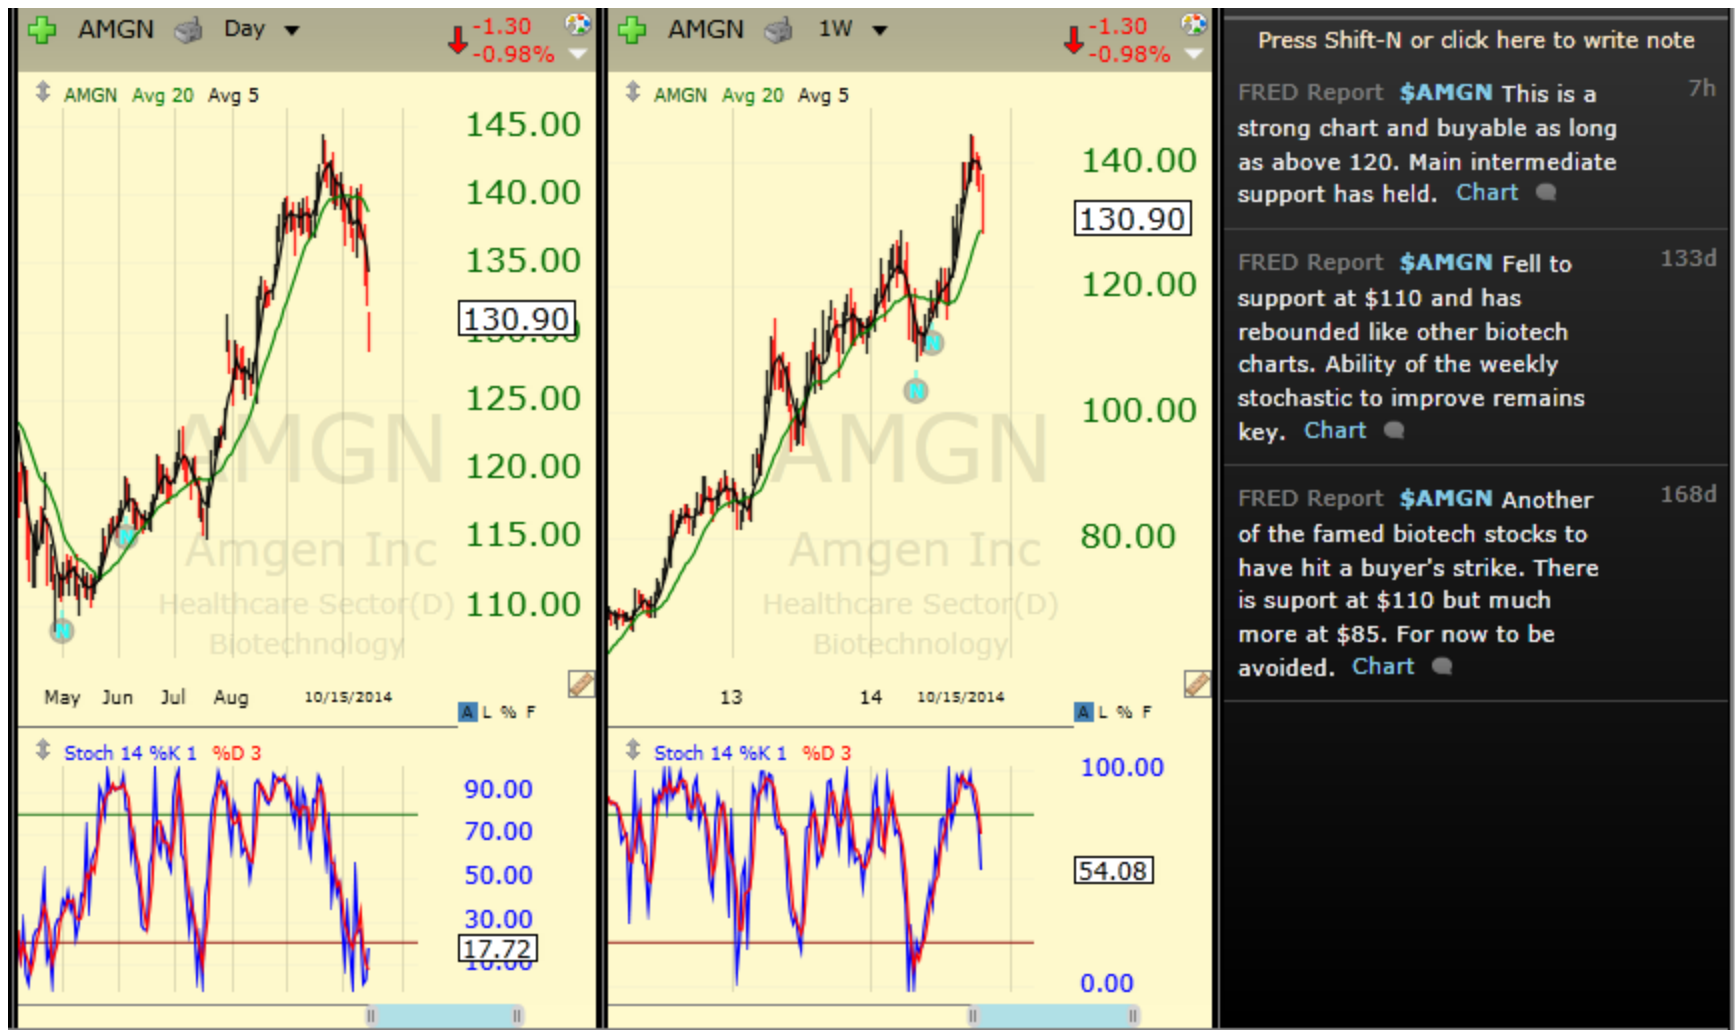 AMGN Day
-1.30
-0.98%
AMGN Avg 20 Avg 5
145.00
140.00
135.00
130.90
130.00
125.00
120.00
115.00
110.00
AMGN
Amgen Inc
Healthcare Sector(D)
Biotechnology
May Jun Jul Aug 10/15/2014
A L % F
Stoch 14 %K 1 %D 3
90.00
70.00
50.00
30.00
17.72
10.00
N
N
AMGN 1W
-1.30
-0.98%
AMGN Avg 20 Avg 5
140.00
130.90
120.00
100.00
80.00
AMGN
Amgen Inc
Healthcare Sector(D)
Biotechnology
N
N
13 14 10/15/2014
A L % F
Stoch 14 %K 1 %D 3
100.00
54.08
0.00
Press Shift-N or click here to write note
FRED Report $AMGN This is a 7h
strong chart and buyable as long
as above 120. Main intermediate
support has held. Chart
FRED Report $AMGN Fell to 133d
support at $110 and has
rebounded like other biotech
charts. Ability of the weekly
stochastic to improve remains
key. Chart
FRED Report $AMGN Another 168d
of the famed biotech stocks to
have hit a buyer's strike. There
is suport at $110 but much
more at $85. For now to be
avoided. Chart